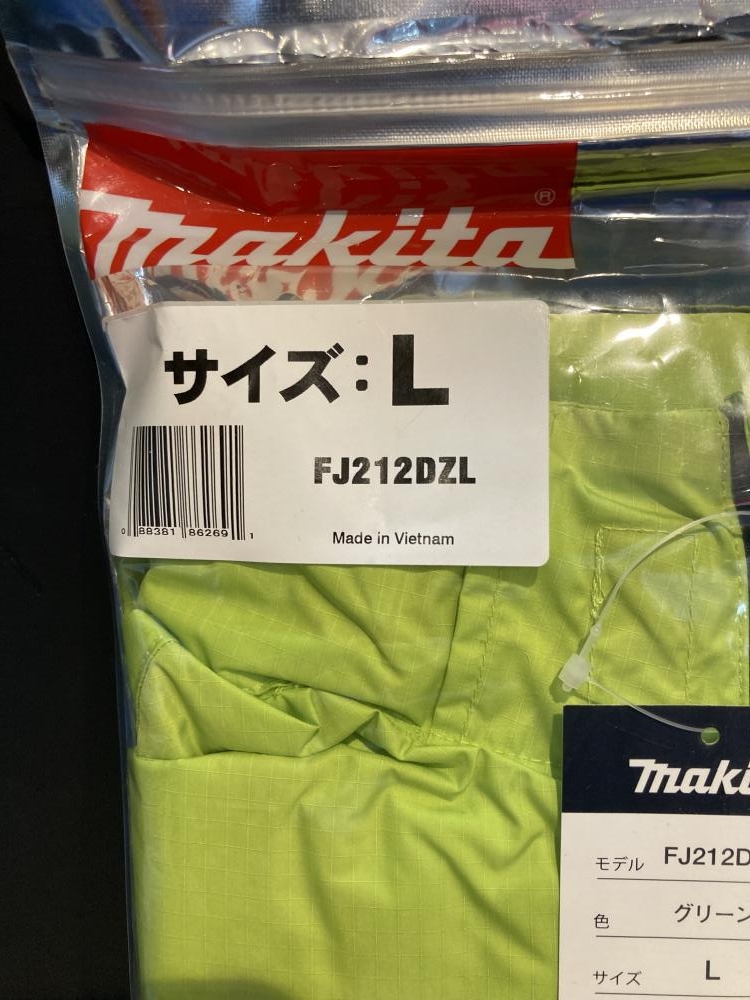 makita®
サイズ: L
FJ212DZL
0 88381 86269 1
Made in Vietnam
モデル FJ212D
色 グリーン
サイズ L